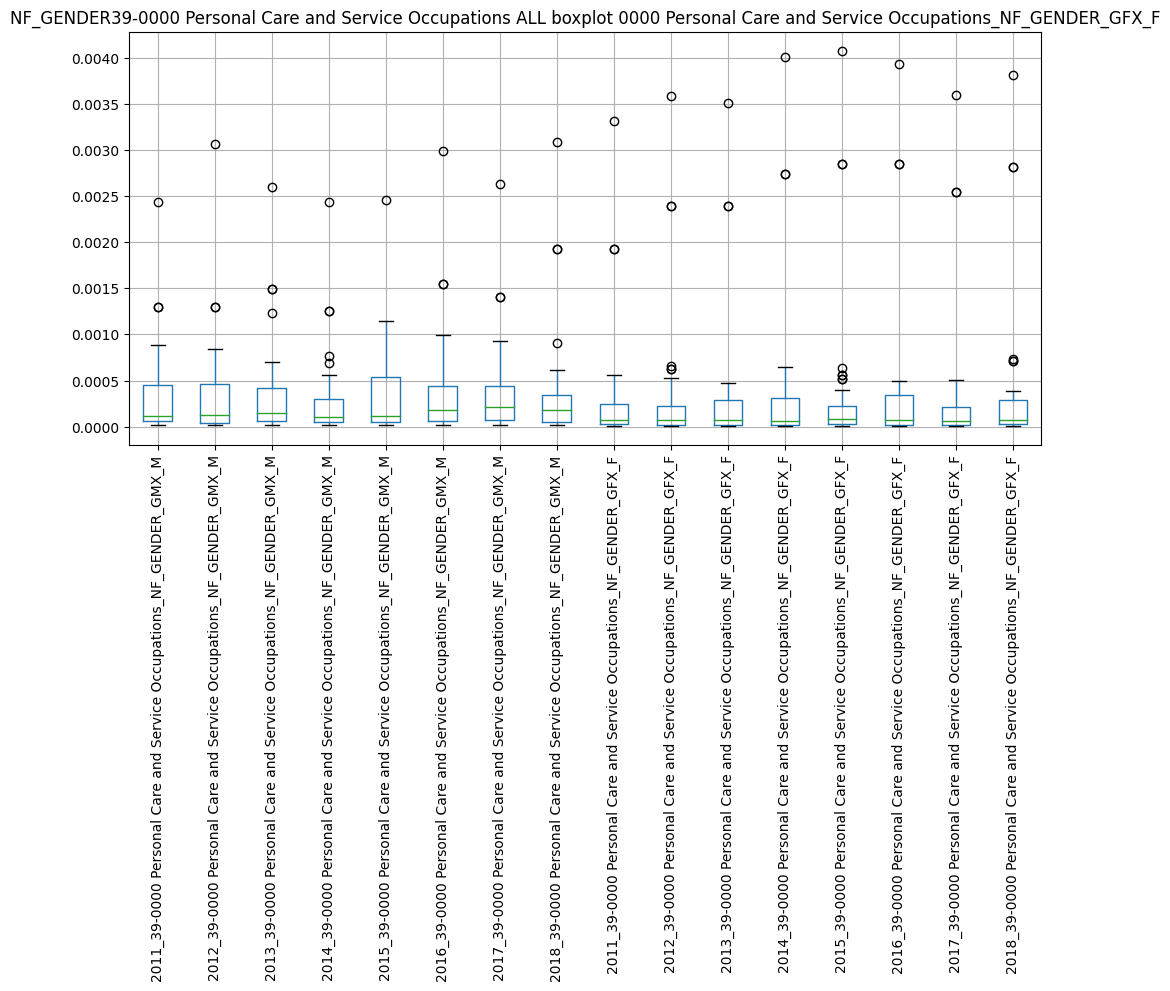 NF_GENDER39-0000 Personal Care and Service Occupations ALL boxplot 0000 Personal Care and Service Occupations_NF_GENDER_GFX_F
0.0040
0.0035
0.0030
0.0025
0.0020
0.0015
0.0010
0.0005
0.0000
2011_39-0000 Personal Care and Service Occupations_NF_GENDER_GMX_M
2012_39-0000 Personal Care and Service Occupations_NF_GENDER_GMX_M
2013_39-0000 Personal Care and Service Occupations_NF_GENDER_GMX_M
2014_39-0000 Personal Care and Service Occupations_NF_GENDER_GMX_M
2015_39-0000 Personal Care and Service Occupations_NF_GENDER_GMX_M
2016_39-0000 Personal Care and Service Occupations_NF_GENDER_GMX_M
2017_39-0000 Personal Care and Service Occupations_NF_GENDER_GMX_M
2018_39-0000 Personal Care and Service Occupations_NF_GENDER_GMX_M
2011_39-0000 Personal Care and Service Occupations_NF_GENDER_GFX_F
2012_39-0000 Personal Care and Service Occupations_NF_GENDER_GFX_F
2013_39-0000 Personal Care and Service Occupations_NF_GENDER_GFX_F
2014_39-0000 Personal Care and Service Occupations_NF_GENDER_GFX_F
2015_39-0000 Personal Care and Service Occupations_NF_GENDER_GFX_F
2016_39-0000 Personal Care and Service Occupations_NF_GENDER_GFX_F
2017_39-0000 Personal Care and Service Occupations_NF_GENDER_GFX_F
2018_39-0000 Personal Care and Service Occupations_NF_GENDER_GFX_F